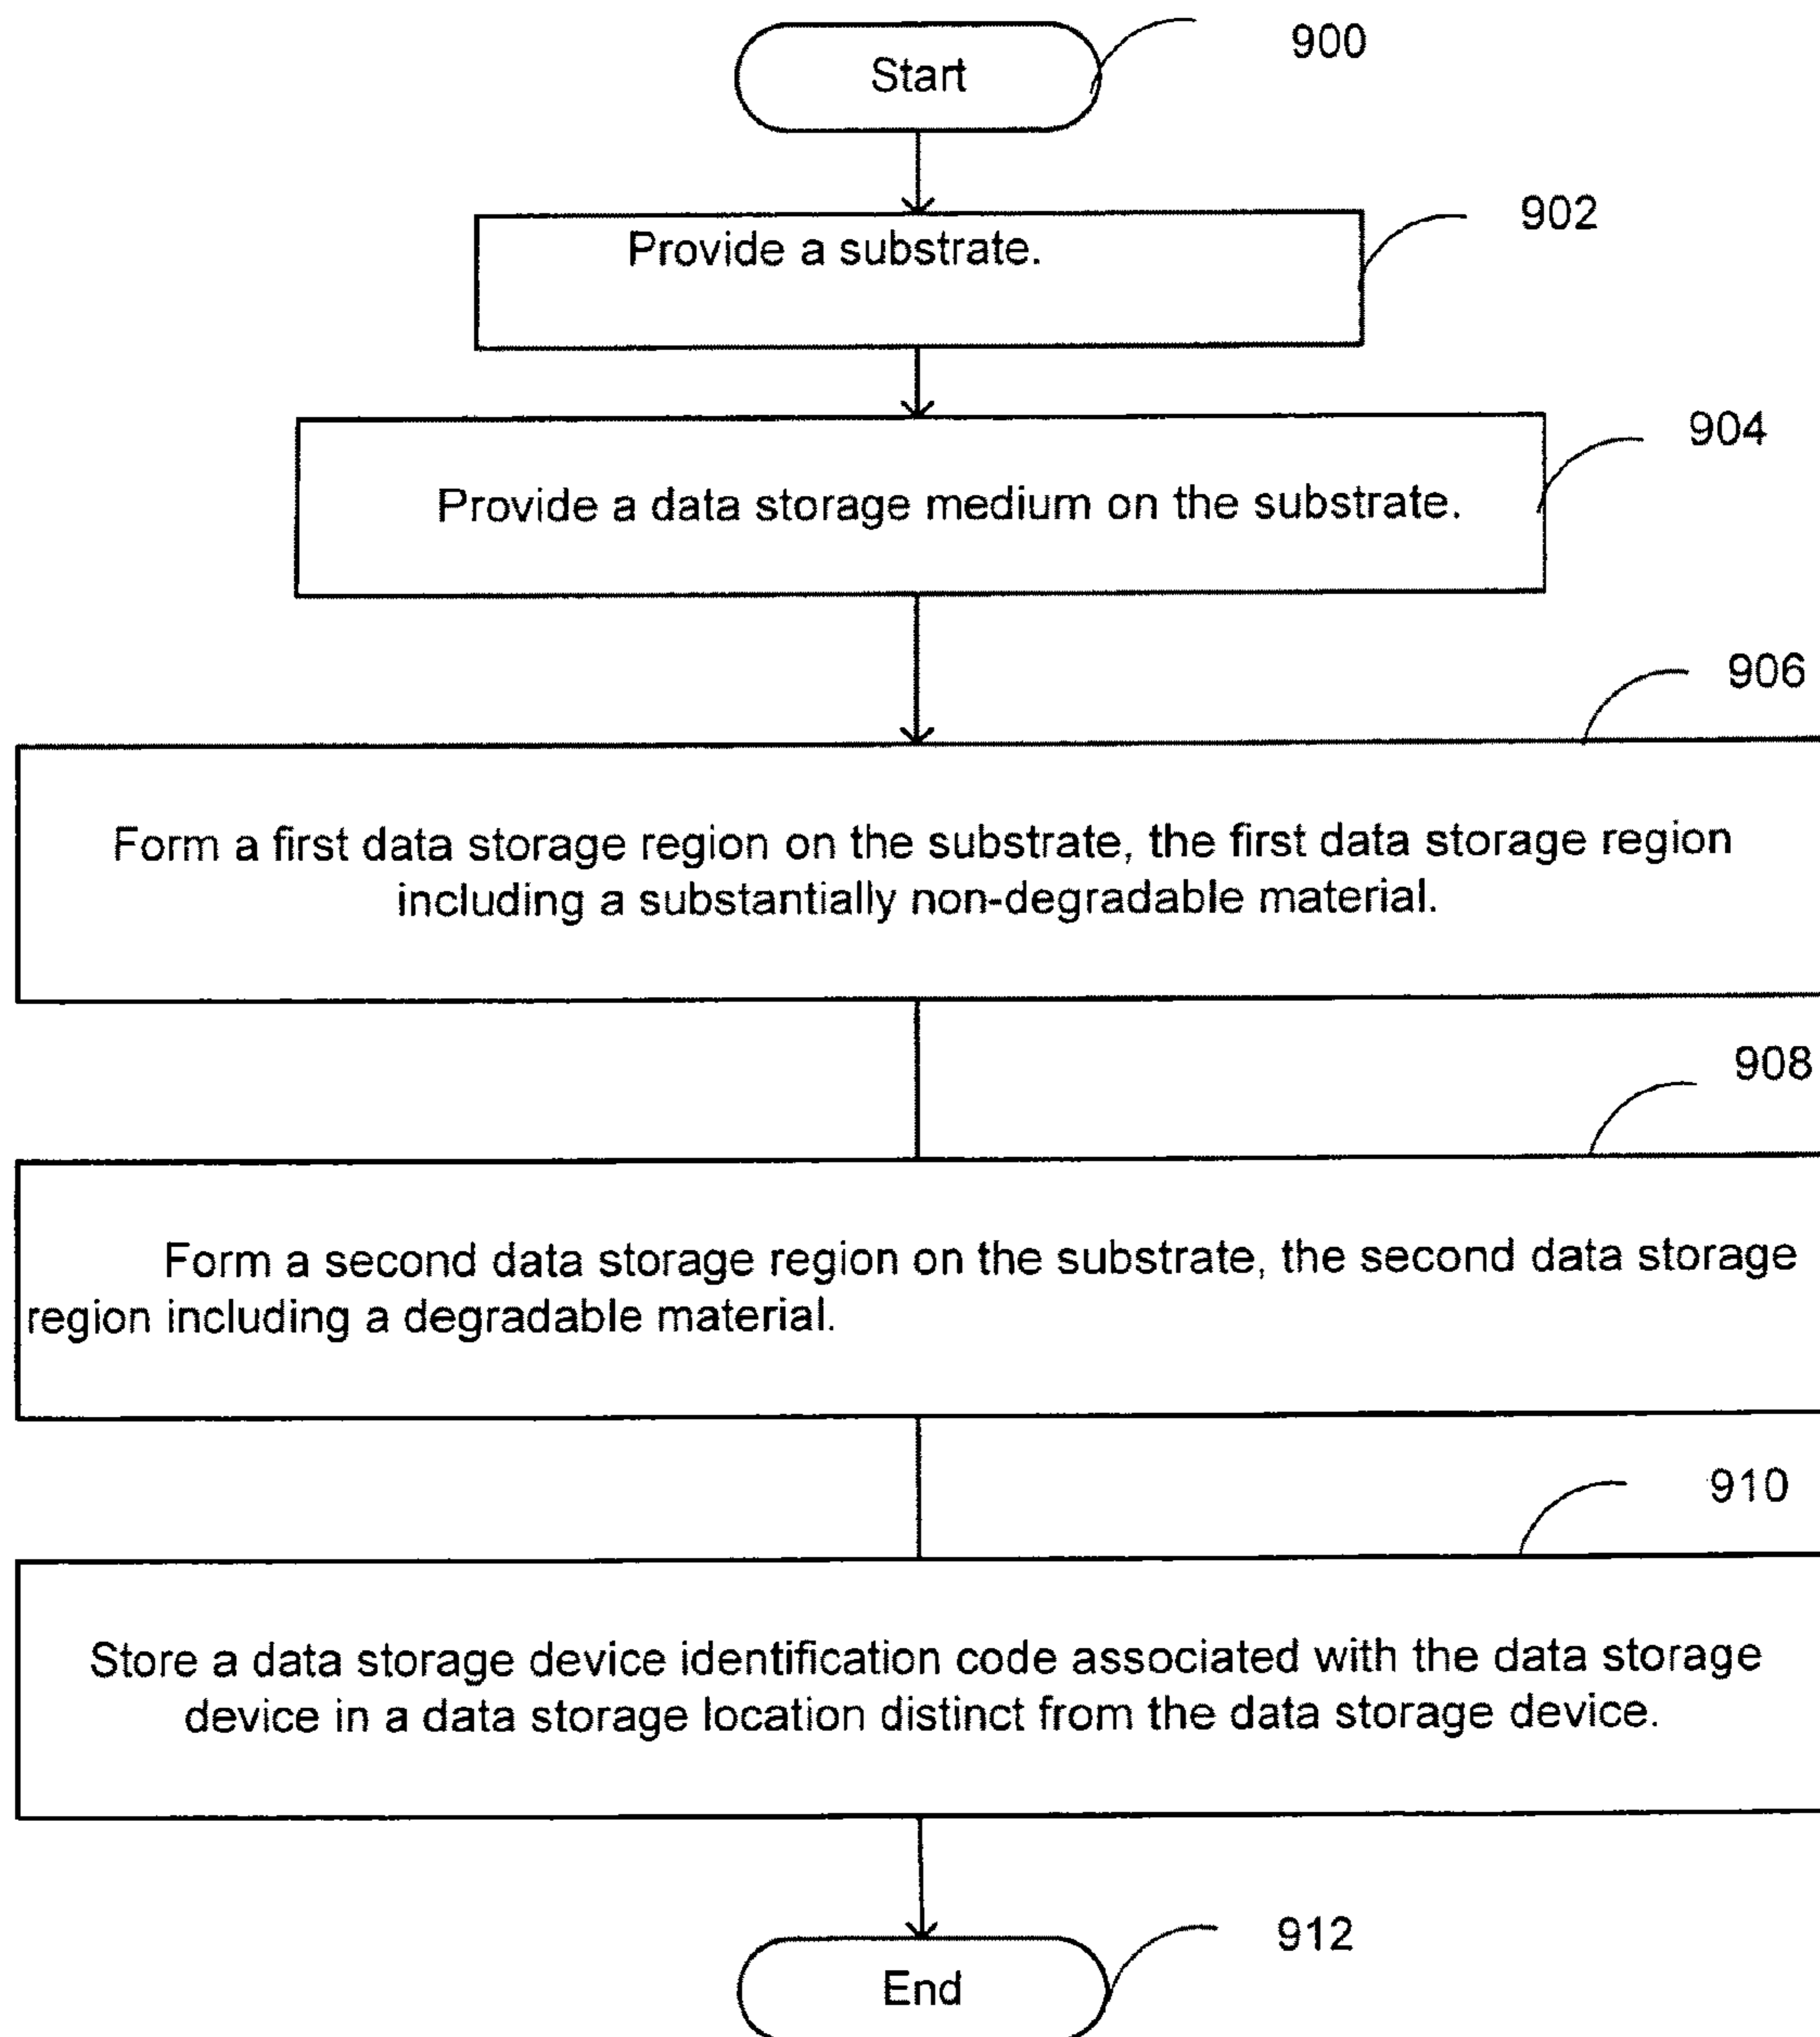 Start
900
Provide a substrate.
902
Provide a data storage medium on the substrate.
904
906
Form a first data storage region on the substrate, the first data storage region
including a substantially non-degradable material.
908
Form a second data storage region on the substrate, the second data storage
region including a degradable material.
910
Store a data storage device identification code associated with the data storage
device in a data storage location distinct from the data storage device.
912
End